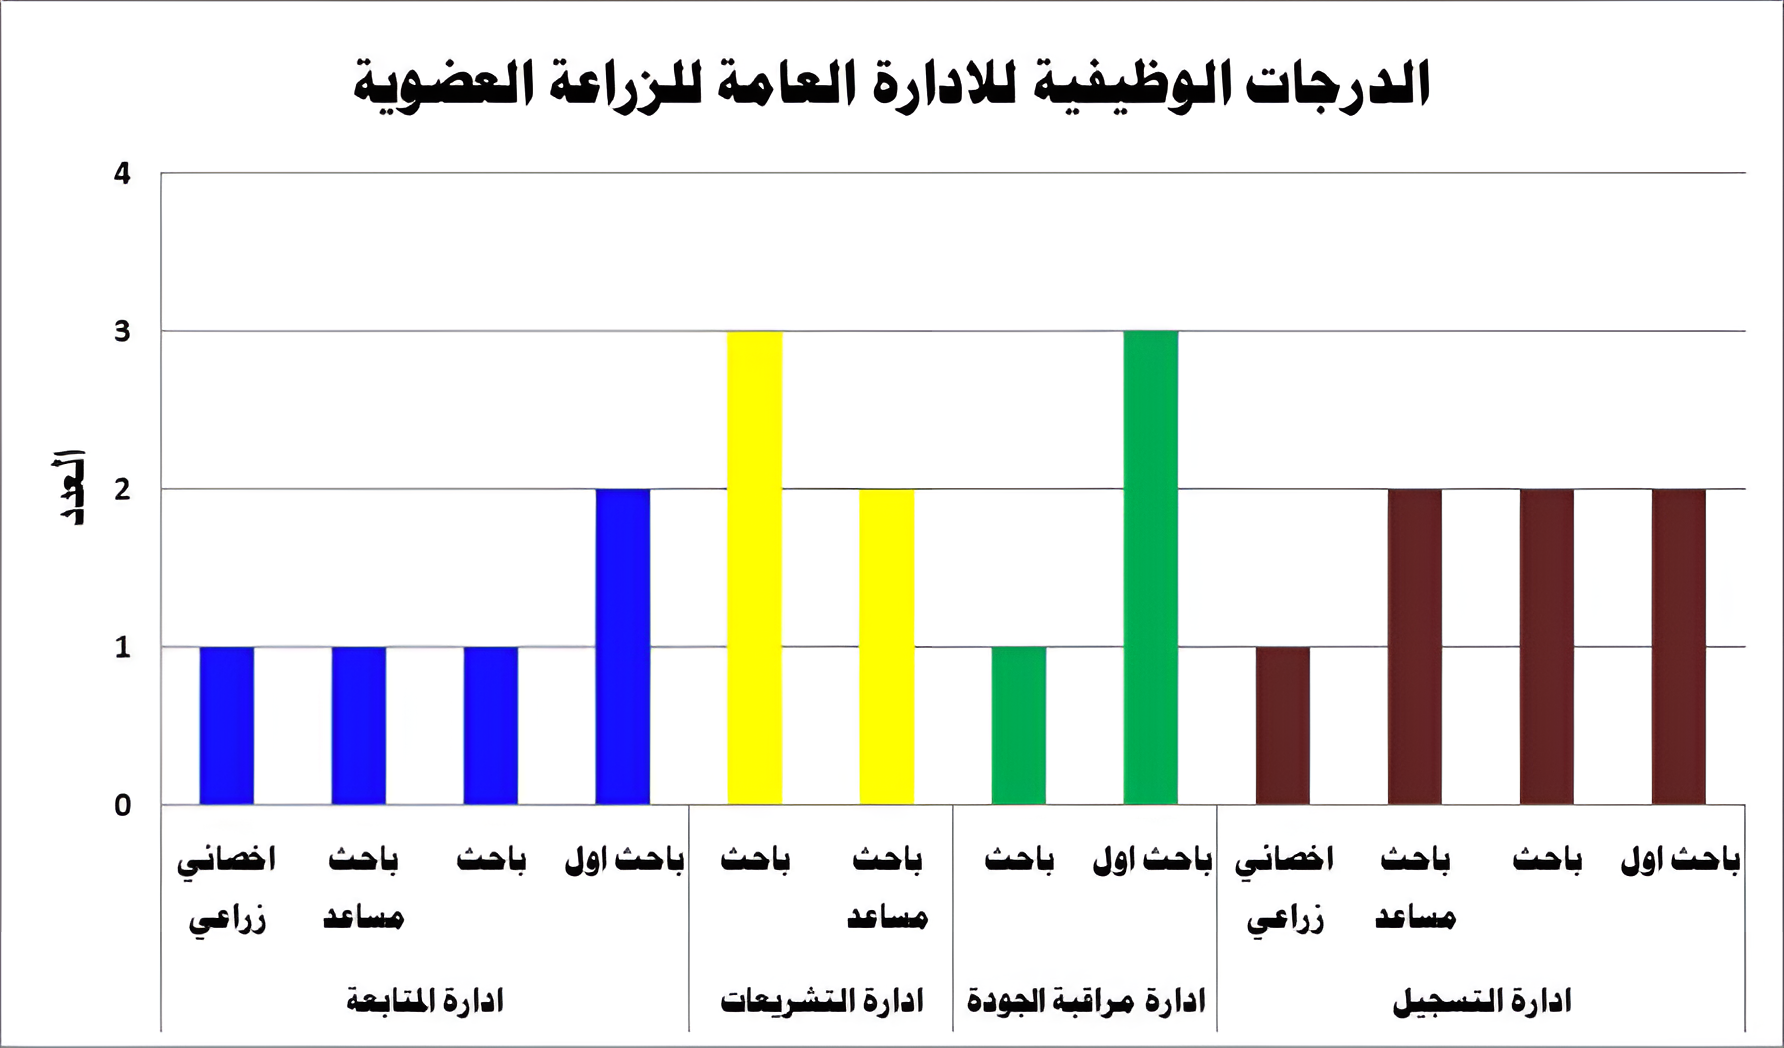 الدرجات الوظيفية للادارة العامة للزراعة العضوية
4
3
2
1
0
العدد
باحث اول
باحث
باحث
مساعد
اخصاني
زراعي
باحث اول
باحث
باحث
مساعد
باحث
باحث اول
باحث
باحث
مساعد
اخصاني
زراعي
ادارة التسجيل
ادارة مراقبة الجودة
ادارة التشريعات
ادارة المتابعة